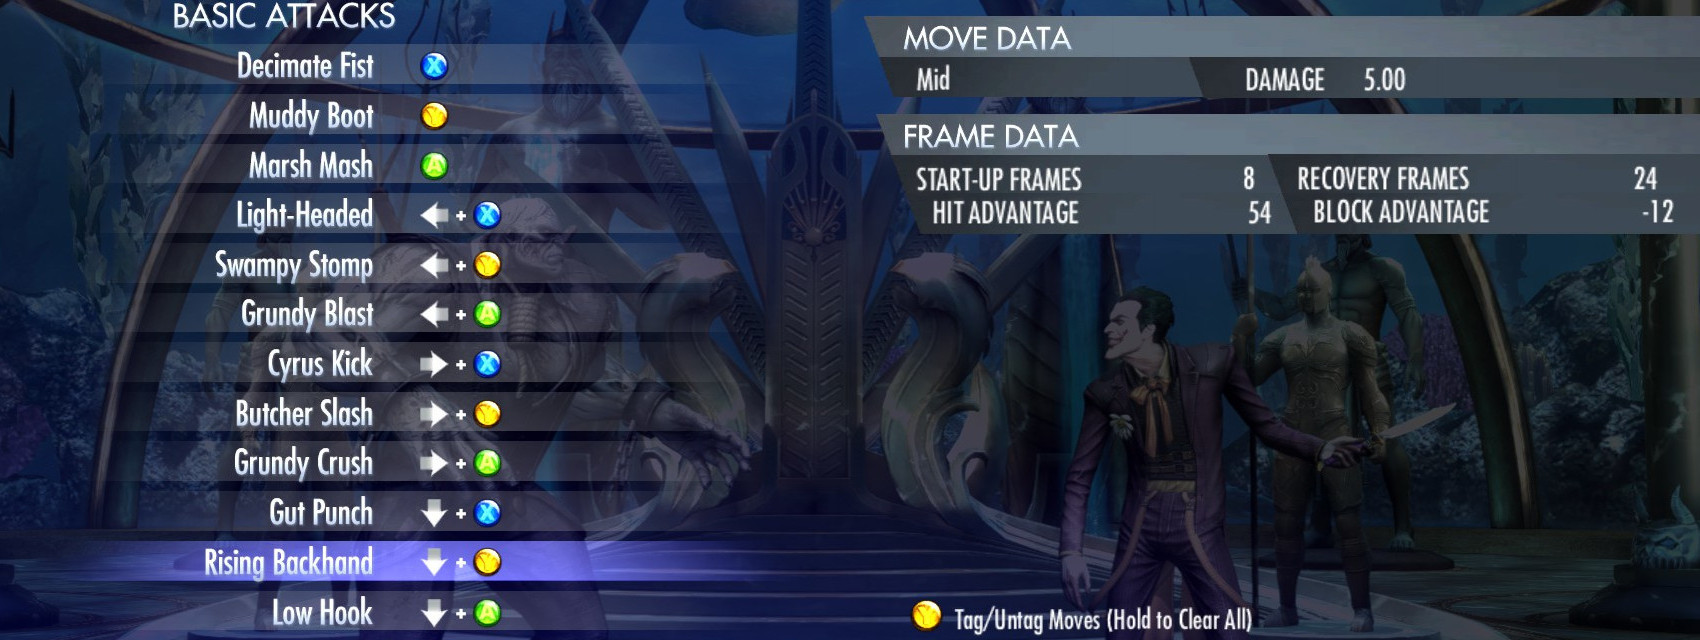 BASIC ATTACKS
Decimate Fist X
Muddy Boot Y
Marsh Mash A
Light-Headed + X
Swampy Stomp + Y
Grundy Blast + A
Cyrus Kick + X
Butcher Slash + Y
Grundy Crush + A
Gut Punch + X
Rising Backhand + Y
Low Hook + A
MOVE DATA
Mid DAMAGE 5.00
FRAME DATA
START-UP FRAMES 8 RECOVERY FRAMES 24
HIT ADVANTAGE 54 BLOCK ADVANTAGE -12
Y Tag/Untag Moves (Hold to Clear All)